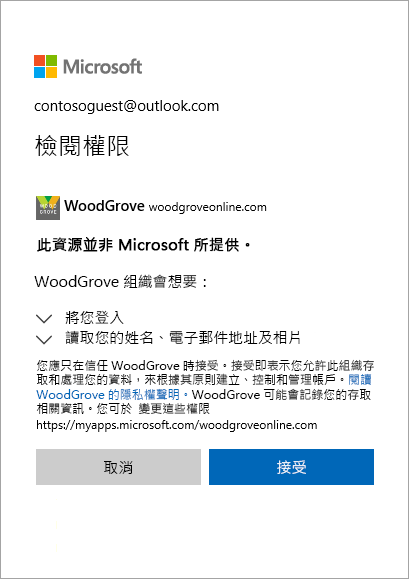 Microsoft
contosoguest@outlook.com
檢閱權限
WOOD
GROVE
WoodGrove woodgroveonline.com
此資源並非 Microsoft 所提供。
WoodGrove 組織會想要：
將您登入
讀取您的姓名、電子郵件地址及相片
您應只在信任 WoodGrove 時接受。接受即表示您允許此組織存
取和處理您的資料，來根據其原則建立、控制和管理帳戶。閱讀
WoodGrove 的隱私權聲明。WoodGrove 可能會記錄您的存取
相關資訊。您可於 變更這些權限
https://myapps.microsoft.com/woodgroveonline.com
取消
接受